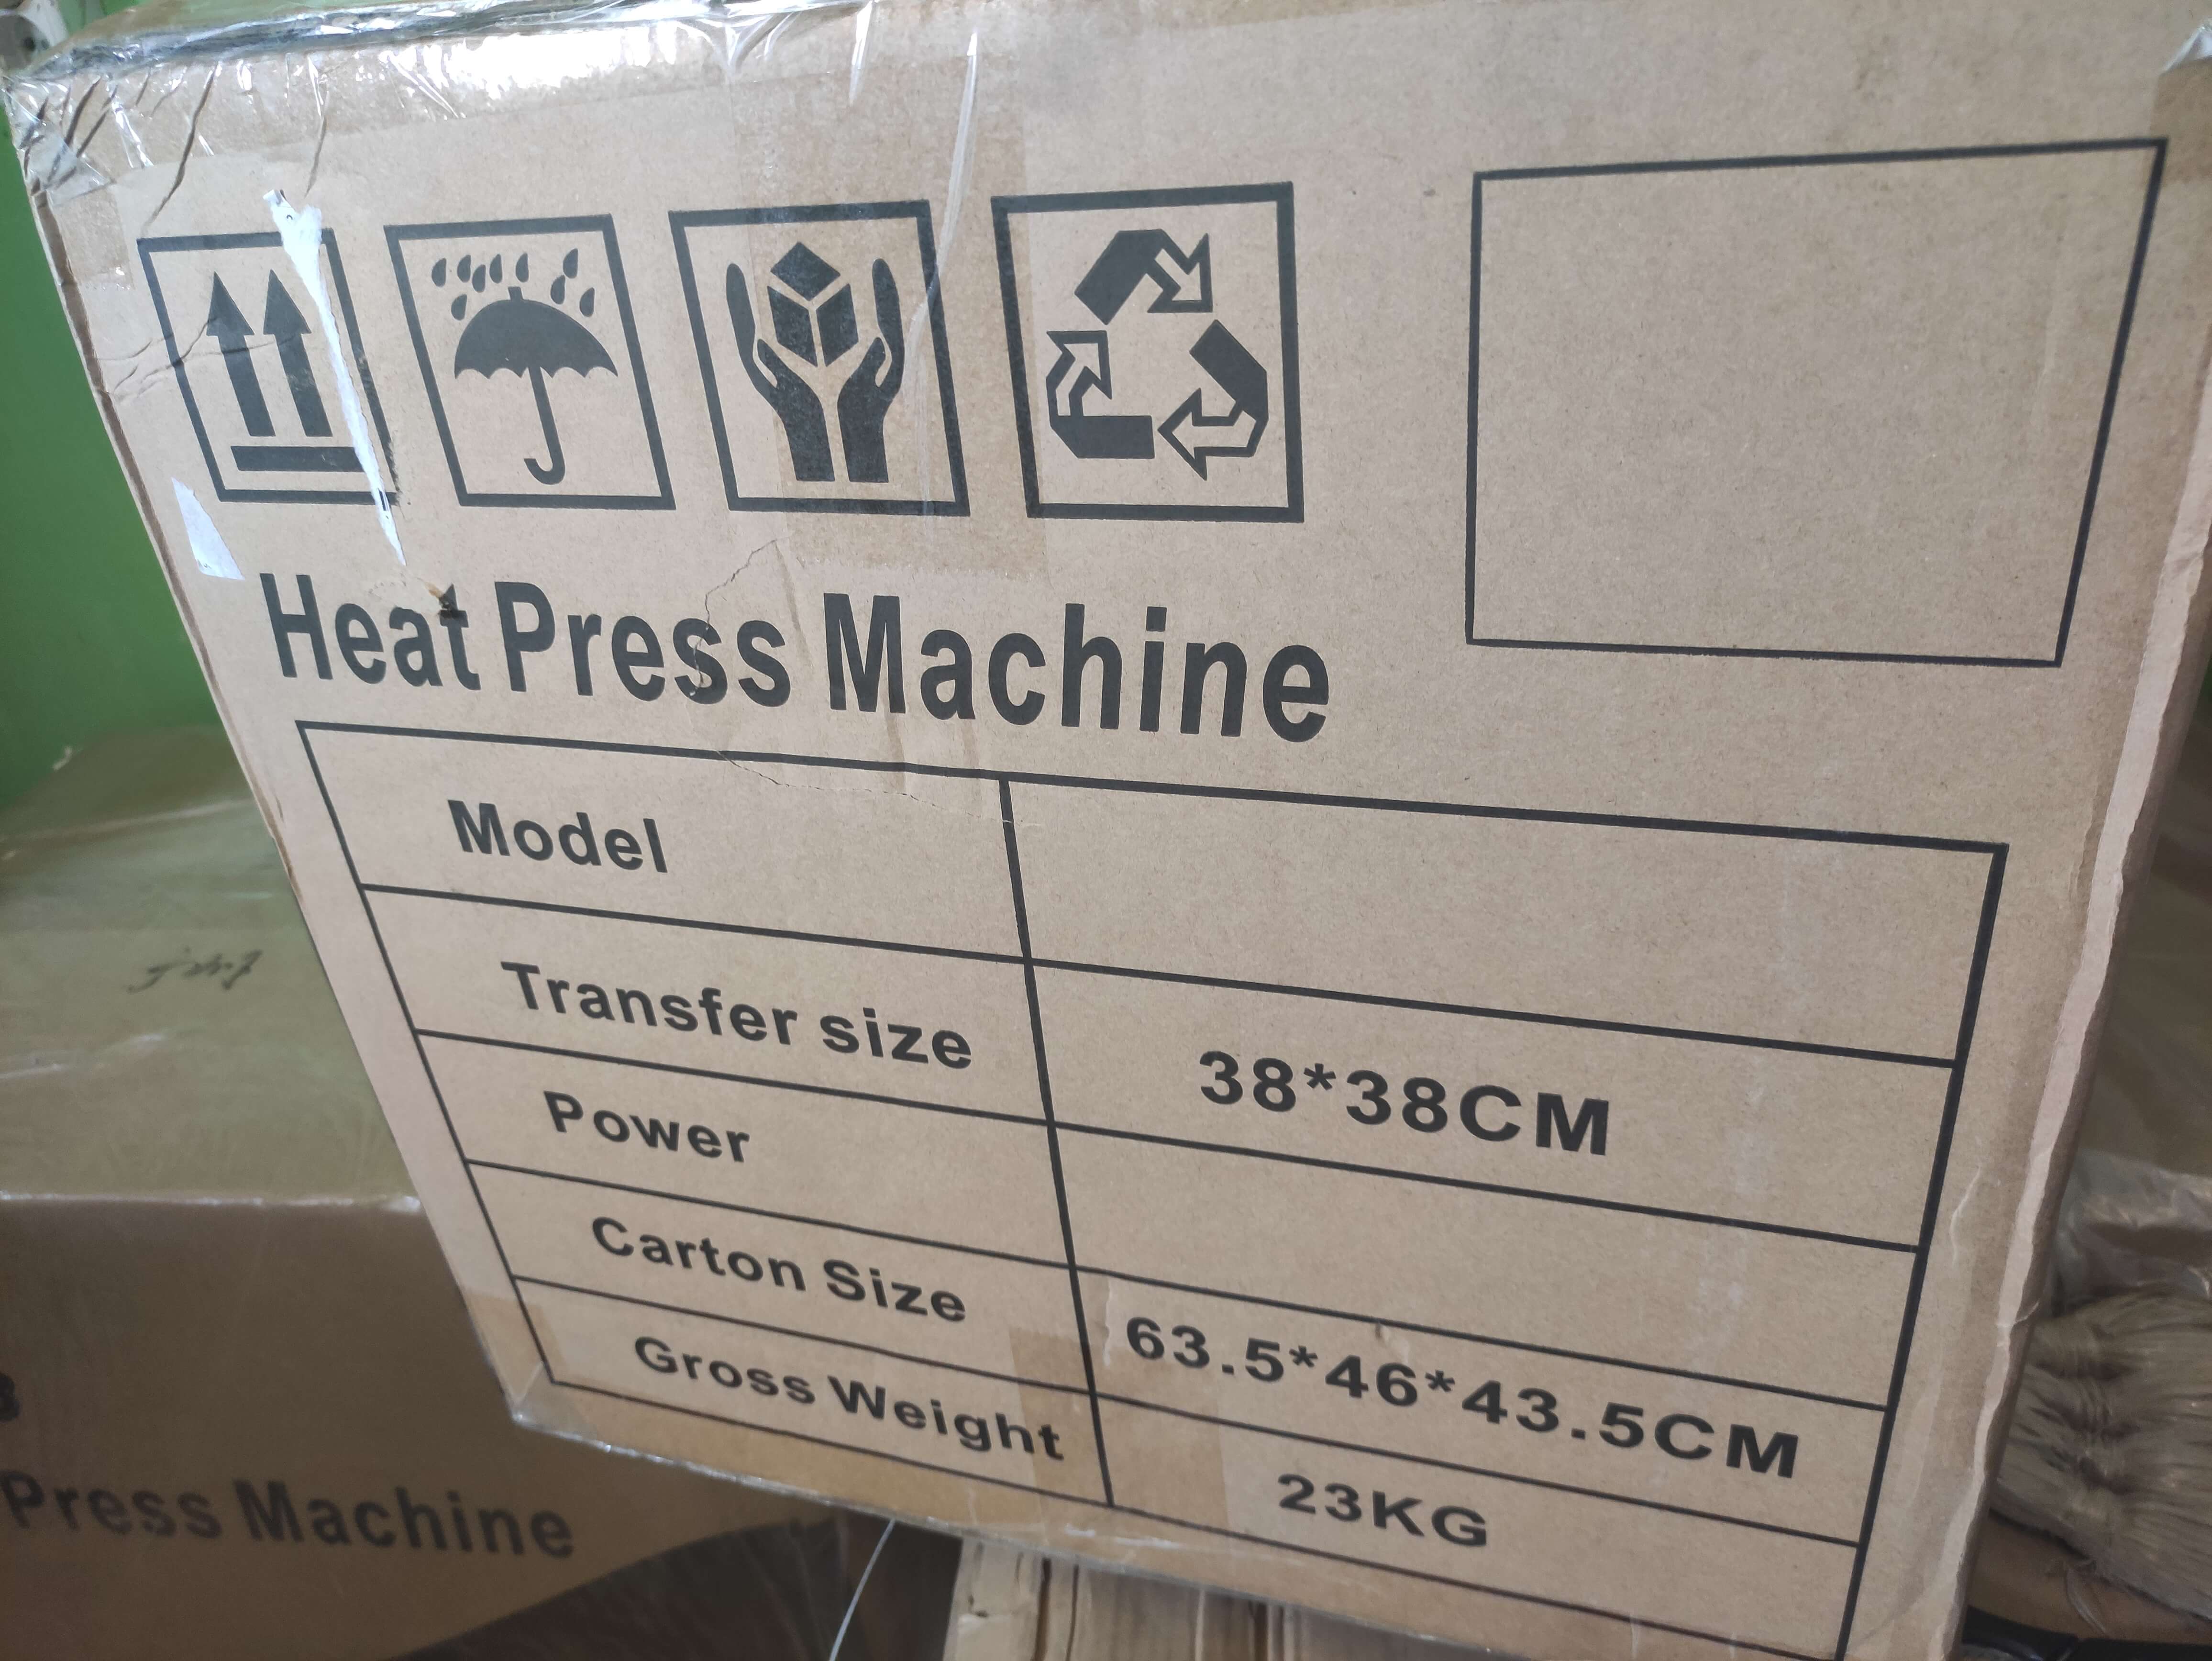 Heat Press Machine
Model
Transfer size 38*38CM
Power
Carton Size 63.5*46*43.5CM
Gross Weight 23KG
Press Machine